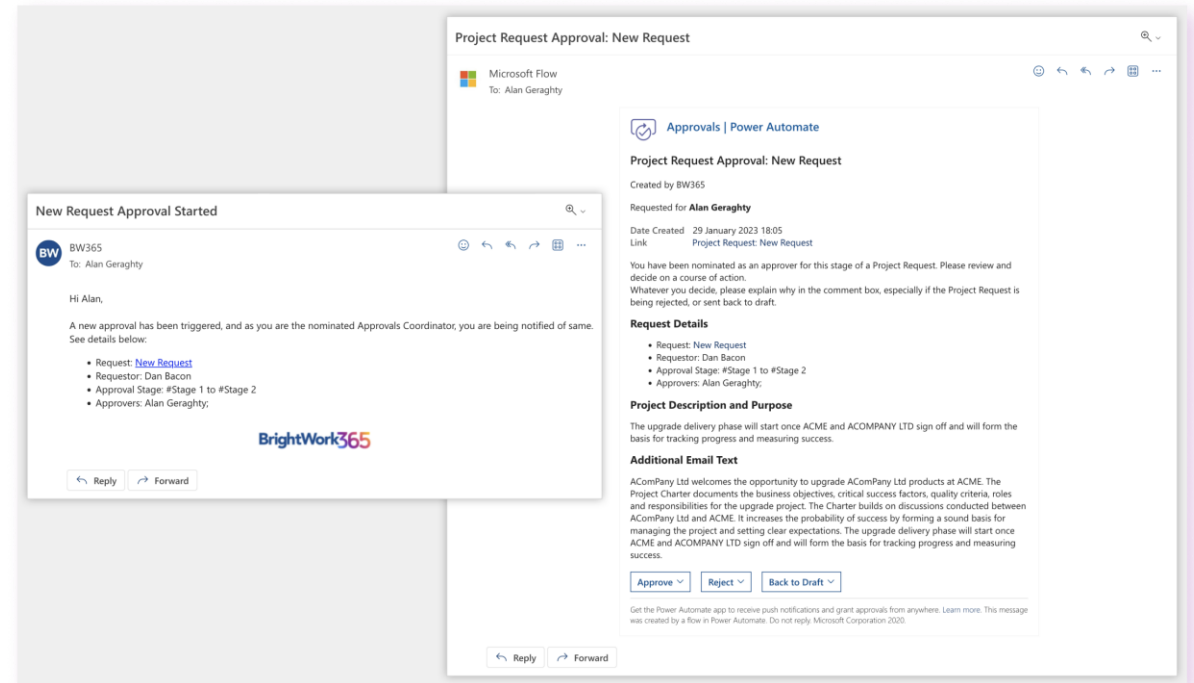 Project Request Approval: New Request
Microsoft Flow
To: Alan Geraghty
Approvals | Power Automate
Project Request Approval: New Request
Created by BW365
Requested for Alan Geraghty
Date Created 29 January 2023 18:05
Link Project Request: New Request
You have been nominated as an approver for this stage of a Project Request. Please review and
decide on a course of action.
Whatever you decide, please explain why in the comment box, especially if the Project Request is
being rejected, or sent back to draft.
Request Details
• Request: New Request
• Requestor: Dan Bacon
• Approval Stage: #Stage 1 to #Stage 2
• Approvers: Alan Geraghty;
Project Description and Purpose
The upgrade delivery phase will start once ACME and ACOMPANY LTD sign off and will form the
basis for tracking progress and measuring success.
Additional Email Text
AComPany Ltd welcomes the opportunity to upgrade AComPany Ltd products at ACME. The
Project Charter documents the business objectives, critical success factors, quality criteria, roles
and responsibilities for the upgrade project. The Charter builds on discussions conducted between
AComPany Ltd and ACME. It increases the probability of success by forming a sound basis for
managing the project and setting clear expectations. The upgrade delivery phase will start once
ACME and ACOMPANY LTD sign off and will form the basis for tracking progress and measuring
success.
Approve
Reject
Back to Draft
Get the Power Automate app to receive push notifications and grant approvals from anywhere. Learn more. This message
was created by a flow in Power Automate. Do not reply. Microsoft Corporation 2020.
Reply
Forward
New Request Approval Started
BW
BW365
To: Alan Geraghty
Hi Alan,
A new approval has been triggered, and as you are the nominated Approvals Coordinator, you are being notified of same.
See details below:
• Request: New Request
• Requestor: Dan Bacon
• Approval Stage: #Stage 1 to #Stage 2
• Approvers: Alan Geraghty;
BrightWork365
Reply
Forward